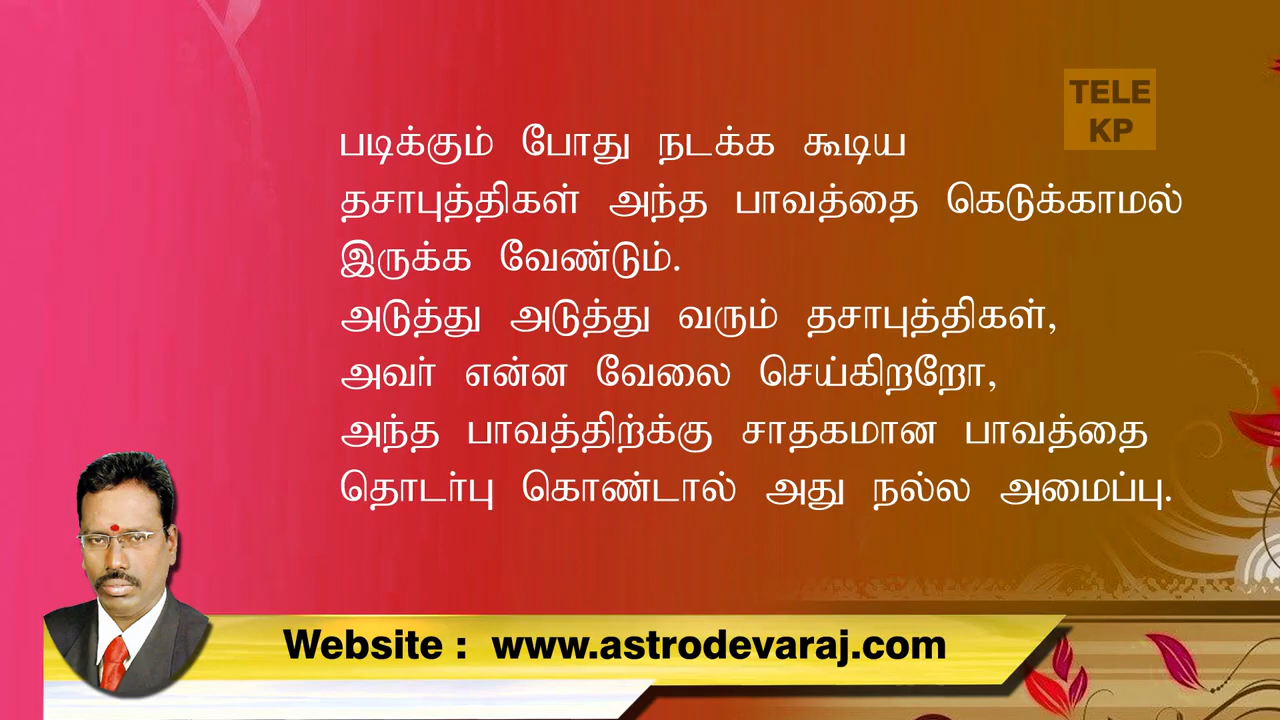 TELE
KP
படிக்கும் போது நடக்க கூடிய
தசாபுத்திகள் அந்த பாவத்தை கெடுக்காமல்
இருக்க வேண்டும்.
அடுத்து அடுத்து வரும் தசாபுத்திகள்,
அவர் என்ன வேலை செய்கிறறோ,
அந்த பாவத்திற்க்கு சாதகமான பாவத்தை
தொடர்பு கொண்டால் அது நல்ல அமைப்பு.
Website : www.astrodevaraj.com